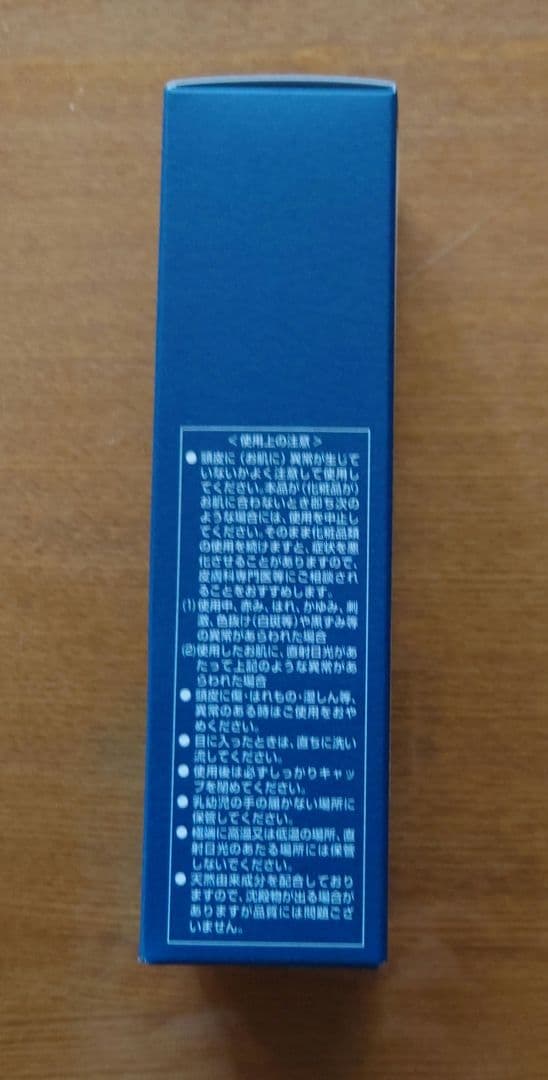 ＜使用上の注意＞
●頭皮に(お肌に)異常が生じて
いないかよく注意して使用し
てください。本品が(化粧品が)
お肌に合わないとき即ち次の
ような場合には、使用を中止し
てください。そのまま化粧品類
の使用を続けますと、症状を悪
化させることがありますので、
皮膚科専門医等にご相談され
ることをおすすめします。
(1)使用中、赤み、はれ、かゆみ、刺
激、色抜け(白斑等)や黒ずみ等
の異常があらわれた場合
(2)使用したお肌に、直射日光があ
たって上記のような異常があ
らわれた場合
●頭皮に傷・はれもの・湿しん等、
異常のある時はご使用をおや
めください。
●目に入ったときは、直ちに洗い
流してください。
●使用後は必ずしっかりキャッ
プを閉めてください。
●乳幼児の手の届かない場所に
保管してください。
●極端に高温又は低温の場所、直
射日光のあたる場所には保管
しないでください。
●天然由来成分を配合しており
ますので、沈殿物が出る場合が
ありますが品質には問題ござ
いません。